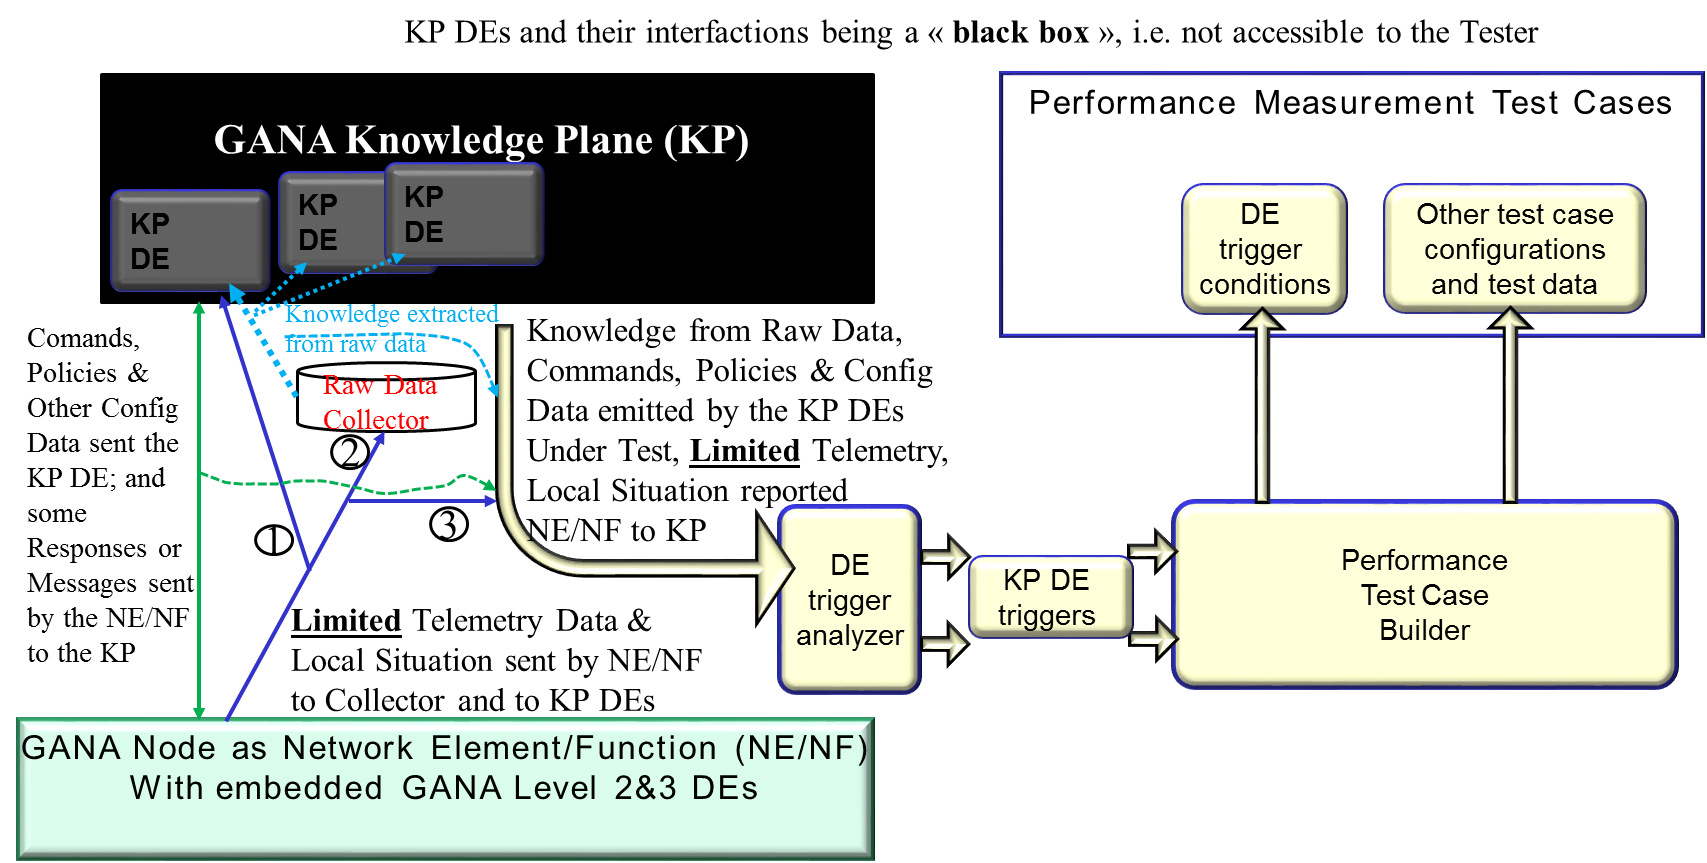 KP DEs and their interfactions being a « black box », i.e. not accessible to the Tester
GANA Knowledge Plane (KP)
KP
DE
KP
DE
KP
DE
Knowledge extracted
from raw data
Raw Data
Collector
Comands,
Policies &
Other Config
Data sent the
KP DE; and
some
Responses or
Messages sent
by the NE/NF
to the KP
1
2
3
Knowledge from Raw Data,
Commands, Policies & Config
Data emitted by the KP DEs
Under Test, Limited Telemetry,
Local Situation reported
NE/NF to KP
Limited Telemetry Data &
Local Situation sent by NE/NF
to Collector and to KP DEs
GANA Node as Network Element/Function (NE/NF)
With embedded GANA Level 2&3 DEs
DE
trigger
analyzer
KP DE
triggers
Performance
Test Case
Builder
Performance Measurement Test Cases
DE
trigger
conditions
Other test case
configurations
and test data